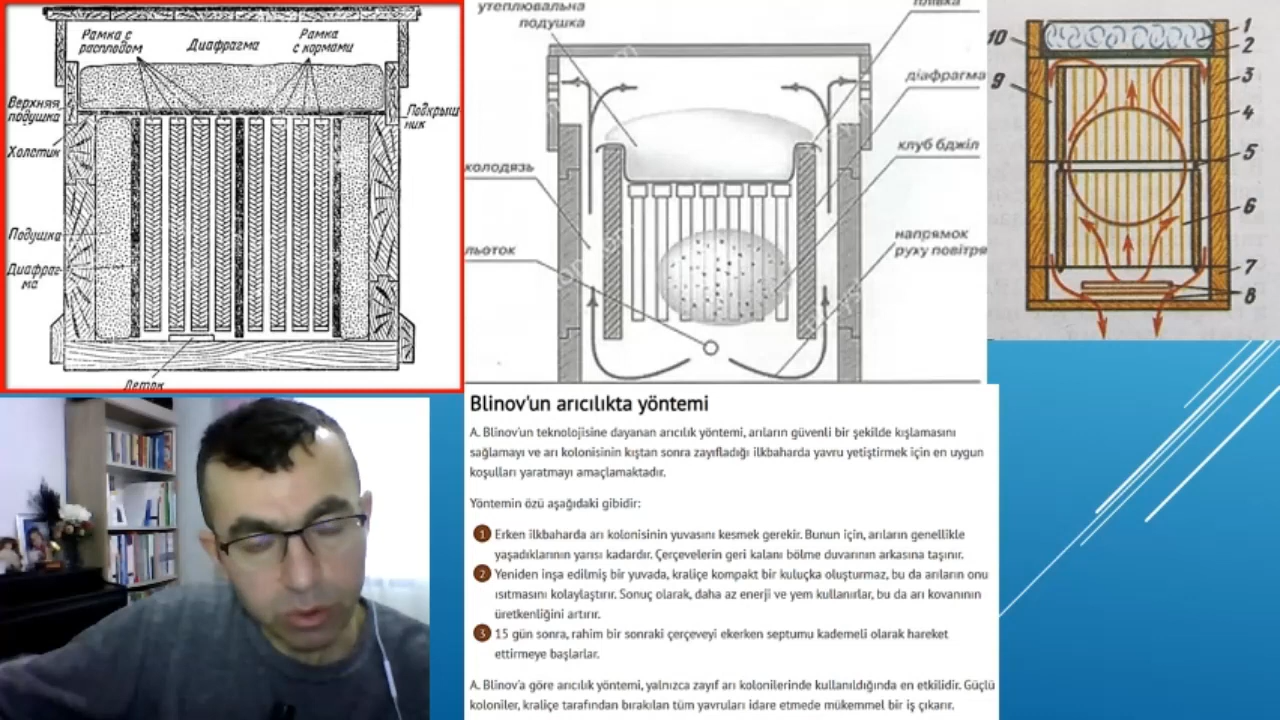 Рамка с
расплодом
Диафрагма
Рамка
с кормами
Верхняя
подушка
Холстик
Подкрыш
ник
Подушка
Диафраг-
ма
Леток
утеплювальна
подушка
плівка
діафрагма
клуб бджіл
колодязь
льоток
напрямок
руху повітря
1
2
3
4
5
6
7
8
9
10
Blinov'un arıcılıkta yöntemi
A. Blinov'un teknolojisine dayanan arıcılık yöntemi, arıların güvenli bir şekilde kışlamasını
sağlamayı ve arı kolonisinin kıştan sonra zayıfladığı ilkbaharda yavru yetiştirmek için en uygun
koşulları yaratmayı amaçlamaktadır.
Yöntemin özü aşağıdaki gibidir:
1 Erken ilkbaharda arı kolonisinin yuvasını kesmek gerekir. Bunun için, arıların genellikle
yaşadıklarının yarısı kadardır. Çerçevelerin geri kalanı bölme duvarının arkasına taşınır.
2 Yeniden inşa edilmiş bir yuvada, kraliçe kompakt bir kuluçka oluşturmaz, bu da arıların onu
ısıtmasını kolaylaştırır. Sonuç olarak, daha az enerji ve yem kullanırlar, bu da arı kovanının
üretkenliğini artırır.
3 15 gün sonra, rahim bir sonraki çerçeveyi ekerken septumu kademeli olarak hareket
ettirmeye başlarlar.
A. Blinov'a göre arıcılık yöntemi, yalnızca zayıf arı kolonilerinde kullanıldığında en etkilidir. Güçlü
koloniler, kraliçe tarafından bırakılan tüm yavruları idare etmede mükemmel bir iş çıkarır.